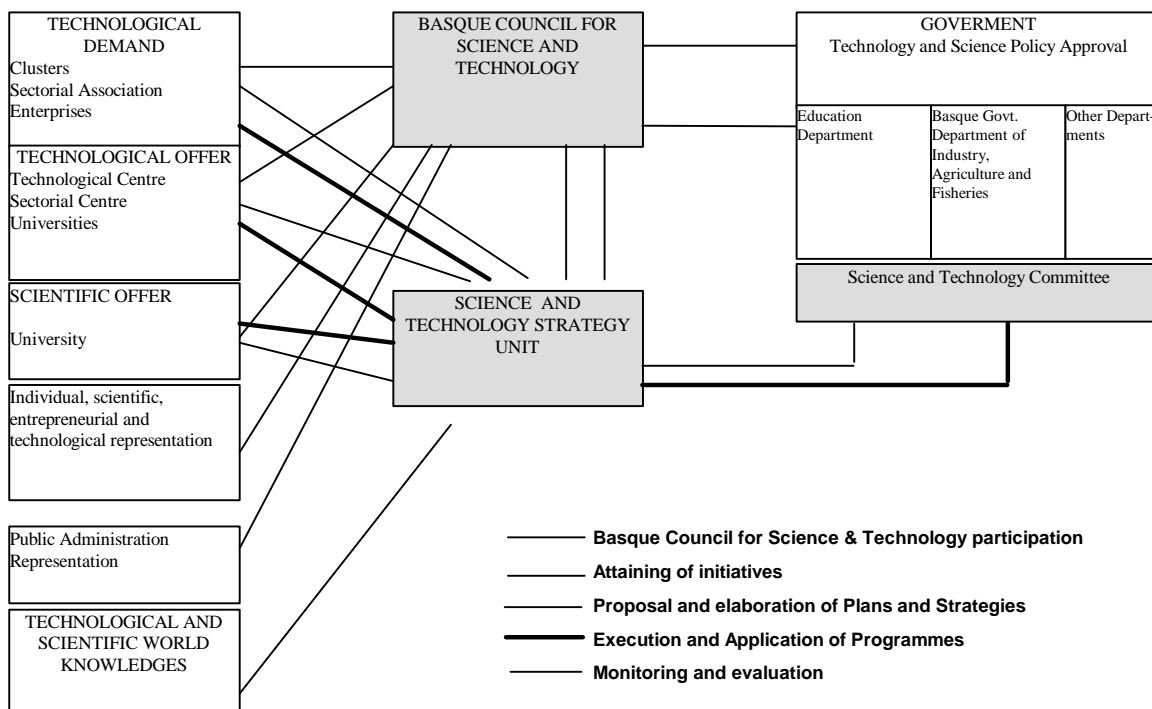 TECHNOLOGICAL
DEMAND
Clusters
Sectorial Association
Enterprises
TECHNOLOGICAL OFFER
Technological Centre
Sectorial Centre
Universities
SCIENTIFIC OFFER
University
Individual, scientific,
entrepreneurial and
technological representation
Public Administration
Representation
TECHNOLOGICAL AND
SCIENTIFIC WORLD
KNOWLEDGES
BASQUE COUNCIL FOR
SCIENCE AND
TECHNOLOGY
SCIENCE AND
TECHNOLOGY STRATEGY
UNIT
GOVERMENT
Technology and Science Policy Approval
Education
Department
Basque Govt.
Department of
Industry,
Agriculture and
Fisheries
Other Depart-
ments
Science and Technology Committee
Basque Council for Science & Technology participation
Attaining of initiatives
Proposal and elaboration of Plans and Strategies
Execution and Application of Programmes
Monitoring and evaluation